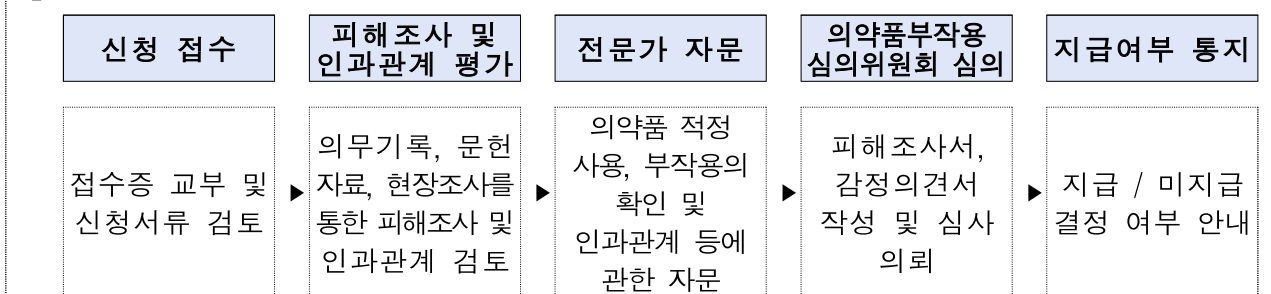 신청 접수
피해조사 및
인과관계 평가
전문가 자문
의약품부작용
심의위원회 심의
지급여부 통지
접수증 교부 및
신청서류 검토
▶
의무기록, 문헌
자료, 현장조사를
통한 피해조사 및
인과관계 검토
▶
의약품 적정
사용, 부작용의
확인 및
인과관계 등에
관한 자문
▶
피해조사서,
감정의견서
작성 및 심사
의뢰
▶
지급 / 미지급
결정 여부 안내